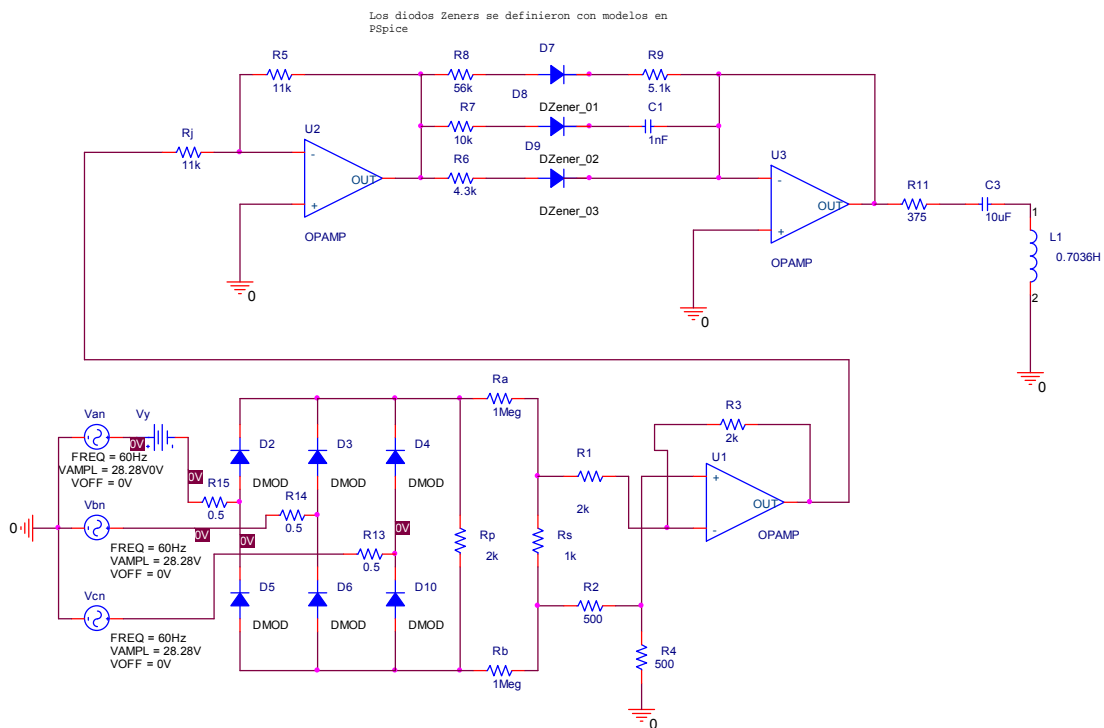 Los diodos Zeners se definieron con modelos en
PSpice
R5
11k
R8
56k
D7
R9
5.1k
D8
DZener_01
R7
10k
C1
1nF
Rj
11k
U2
-
+
OUT
OPAMP
D9
DZener_02
R6
4.3k
DZener_03
U3
-
+
OUT
OPAMP
R11
375
C3
10uF
1
L1
0.7036H
2
0
0
0
Ra
1Meg
R3
2k
Van
Vy
0V
FREQ = 60Hz
VAMPL = 28.28V0V
VOFF = 0V
D2
DMOD
D3
DMOD
D4
DMOD
R1
2k
U1
+
-
OUT
OPAMP
R15
0.5
R14
0.5
Vbn
0
0V
0V
0V
FREQ = 60Hz
VAMPL = 28.28V
VOFF = 0V
R13
0.5
Rp
2k
Rs
1k
Vcn
D5
DMOD
D6
DMOD
D10
DMOD
R2
500
FREQ = 60Hz
VAMPL = 28.28V
VOFF = 0V
Rb
1Meg
R4
500
0